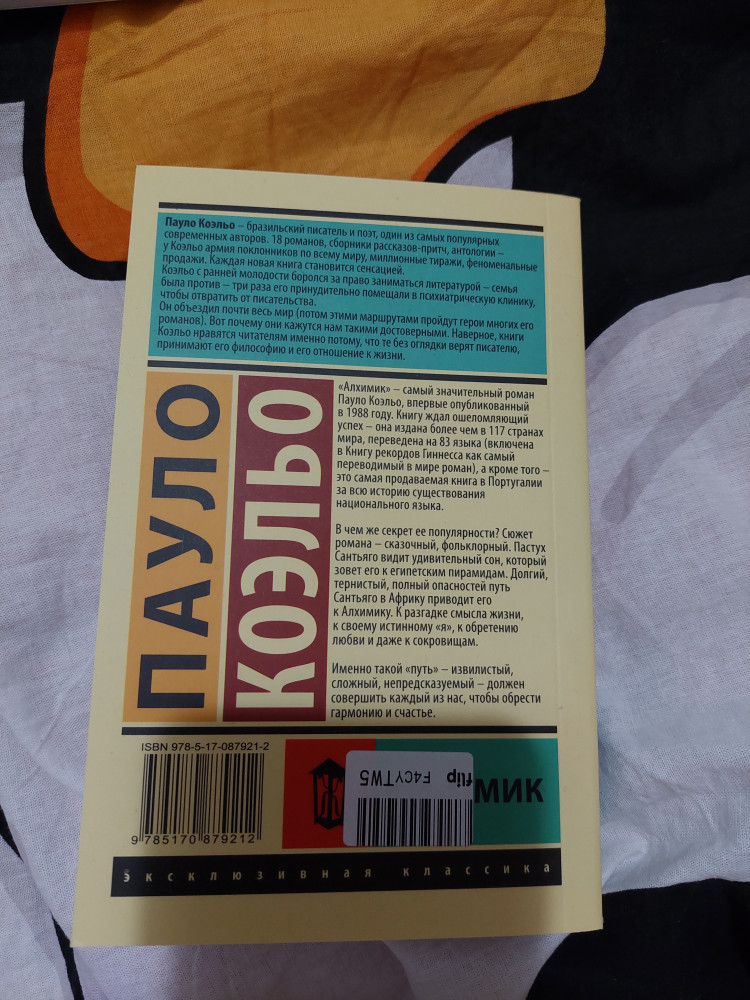 Пауло Коэльо – бразильский писатель и поэт, один из самых популярных
современных авторов. 18 романов, сборники рассказов-притч, антологии –
у Коэльо армия поклонников по всему миру, миллионные тиражи, феноменальные
продажи. Каждая новая книга становится сенсацией.
Коэльо с ранней молодости боролся за право заниматься литературой – семья
была против – три раза его принудительно помещали в психиатрическую клинику,
чтобы отвратить от писательства.
Он объездил почти весь мир (потом этими маршрутами пройдут герои многих его
романов). Вот почему они кажутся нам такими достоверными. Наверное, книги
Коэльо нравятся читателям именно потому, что те без оглядки верят писателю,
принимают его философию и его отношение к жизни.
ПАУЛО
КОЭЛЬО
«Алхимик» – самый значительный роман
Пауло Коэльо, впервые опубликованный
в 1988 году. Книгу ждал ошеломляющий
успех – она издана более чем в 117 странах
мира, переведена на 83 языка (включена
в Книгу рекордов Гиннесса как самый
переводимый в мире роман), а кроме того –
это самая продаваемая книга в Португалии
за всю историю существования
национального языка.
В чем же секрет ее популярности? Сюжет
романа – сказочный, фольклорный. Пастух
Сантьяго видит удивительный сон, который
зовет его к египетским пирамидам. Долгий,
тернистый, полный опасностей путь
Сантьяго в Африку приводит его
к Алхимику. К разгадке смысла жизни,
к своему истинному «я», к обретению
любви и даже к сокровищам.
Именно такой «путь» – извилистый,
сложный, непредсказуемый – должен
совершить каждый из нас, чтобы обрести
гармонию и счастье.
ISBN 978-5-17-087921-2
9 785170 879212
flip F4CYTW5
МИК
эксклюзивная классика